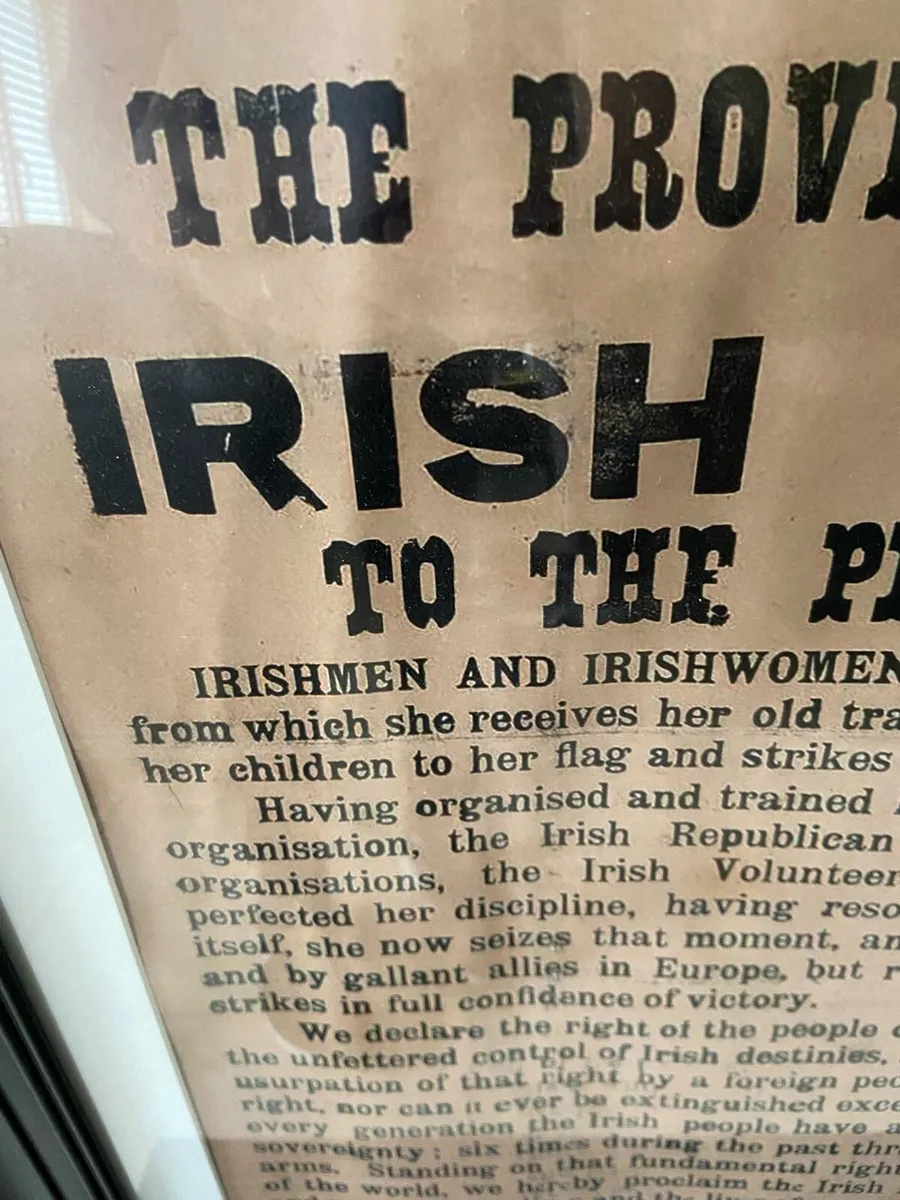 THE PROVI
IRISH
TO THE PE
IRISHMEN AND IRISHWOMEN
from which she receives her old tra
her children to her flag and strikes
Having organised and trained
organisation, the Irish Republican
organisations, the Irish Volunteer
perfected her discipline, having reso
itself, she now seizes that moment, an
and by gallant allies in Europe, but r
strikes in full confidance of victory.
We declare the right of the people o
the unfettered control of Irish destinies,
usurpation of that right by a foreign peo
right, nor can it ever be extinguished exce
every generation the Irish people have a
sovereignty; six times during the past thr
arms. Standing on that fundamental right
of the world, we hereby proclaim the Irish
and the